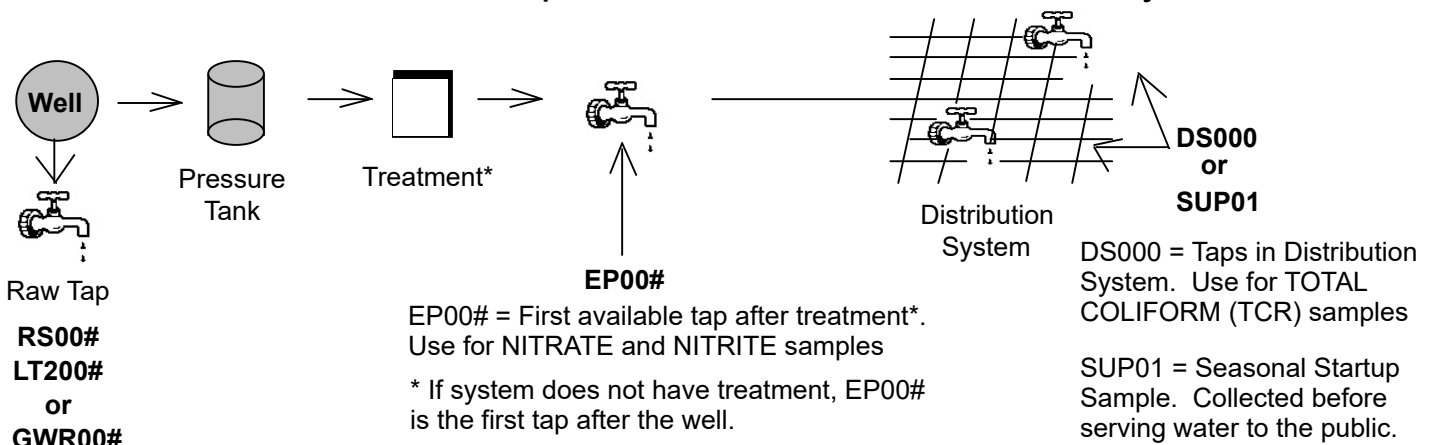 Well
Pressure
Tank
Treatment*
Raw Tap
RS00#
LT200#
or
GWR00#
EP00#
EP00# = First available tap after treatment*.
Use for NITRATE and NITRITE samples
* If system does not have treatment, EP00#
is the first tap after the well.
Distribution
System
DS000
or
SUP01
DS000 = Taps in Distribution
System. Use for TOTAL
COLIFORM (TCR) samples
SUP01 = Seasonal Startup
Sample. Collected before
serving water to the public.